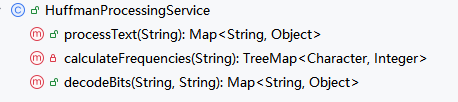 HuffmanProcessingService
processText(String): Map<String, Object>
calculateFrequencies(String): TreeMap<Character, Integer>
decodeBits(String, String): Map<String, Object>